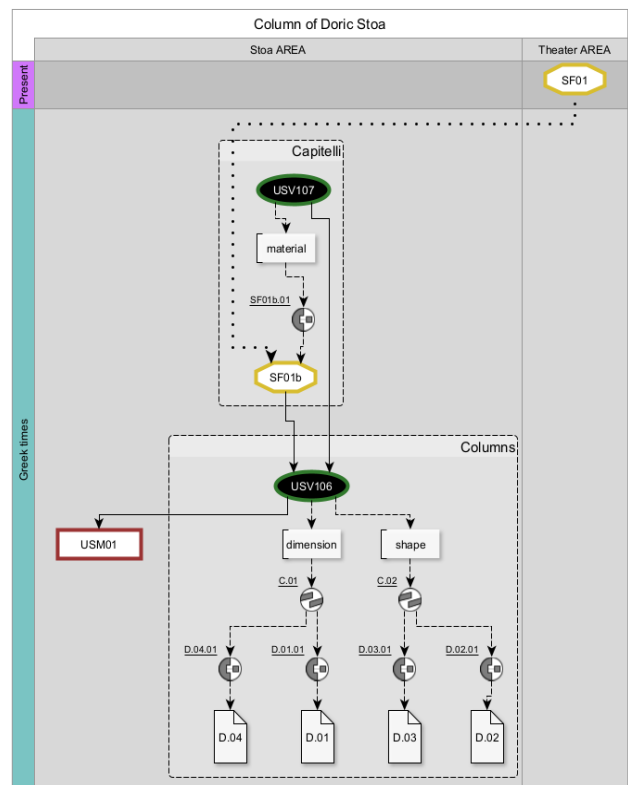 Column of Doric Stoa
Stoa AREA
Theater AREA
Present
SF01
Greek times
Capitelli
USV107
material
SF01b.01
SF01b
Columns
USV106
USM01
dimension
shape
C.01
C.02
D.04.01
D.01.01
D.03.01
D.02.01
D.04
D.01
D.03
D.02